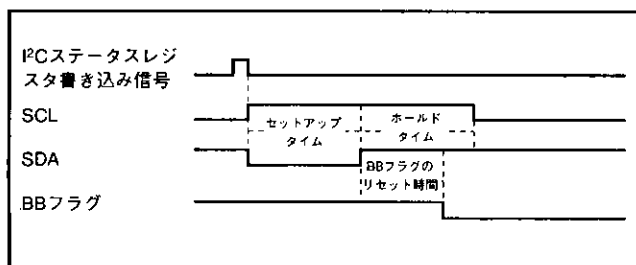 I²Cステータスレジ
スタ書き込み信号
SCL
セットアップ
タイム
ホールド
タイム
SDA
BBフラグの
リセット時間
BBフラグ